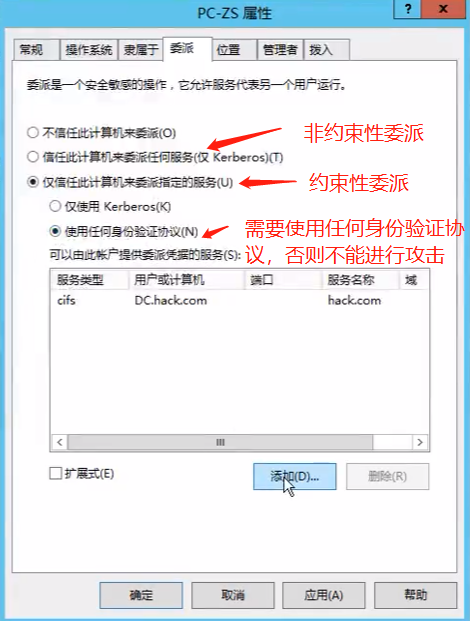 PC-ZS 属性
?
x
常规 操作系统 隶属于 委派 位置 管理者 拨入
委派是一个安全敏感的操作，它允许服务代表另一个用户运行。
不信任此计算机来委派(O)
非约束性委派
信任此计算机来委派任何服务(仅 Kerberos)(T)
仅信任此计算机来委派指定的服务(U)
约束性委派
仅使用 Kerberos(K)
使用任何身份验证协议(N)
需要使用任何身份验证协
议，否则不能进行攻击
可以由此帐户提供委派凭据的服务(S):
服务类型 用户或计算机 端口 服务名称 域
cifs DC.hack.com hack.com
扩展式(E)
添加(D)...
删除(R)
确定 取消 应用(A) 帮助